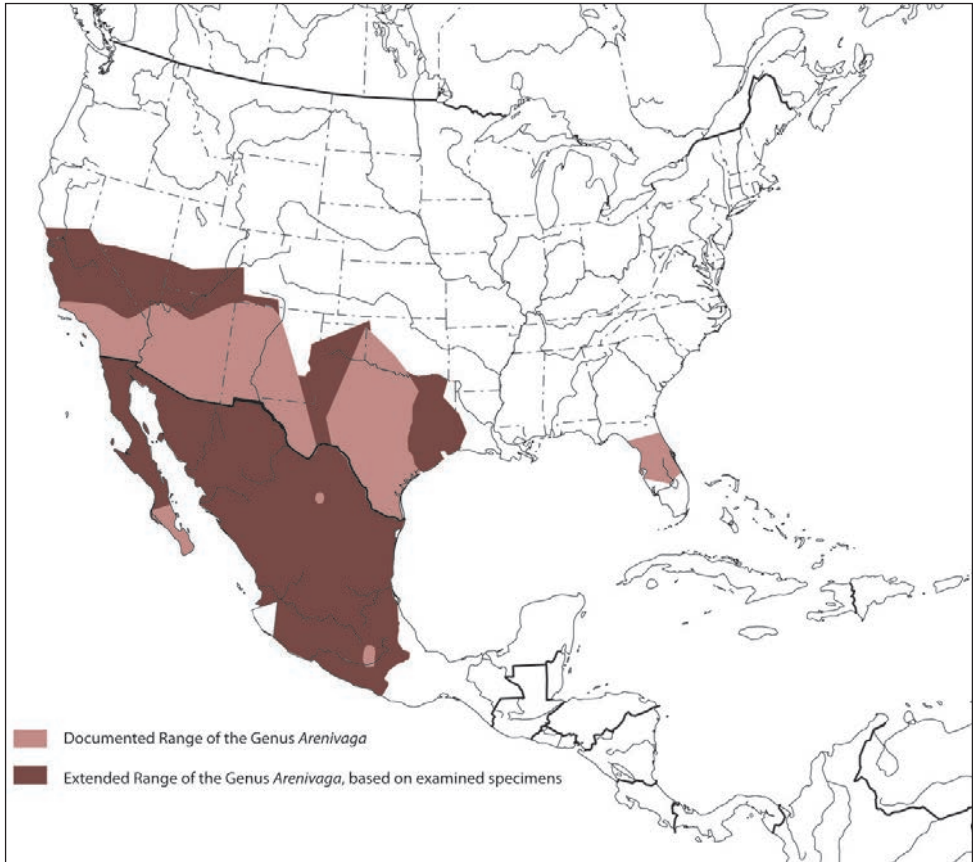 Documented Range of the Genus Arenivaga
Extended Range of the Genus Arenivaga, based on examined specimens